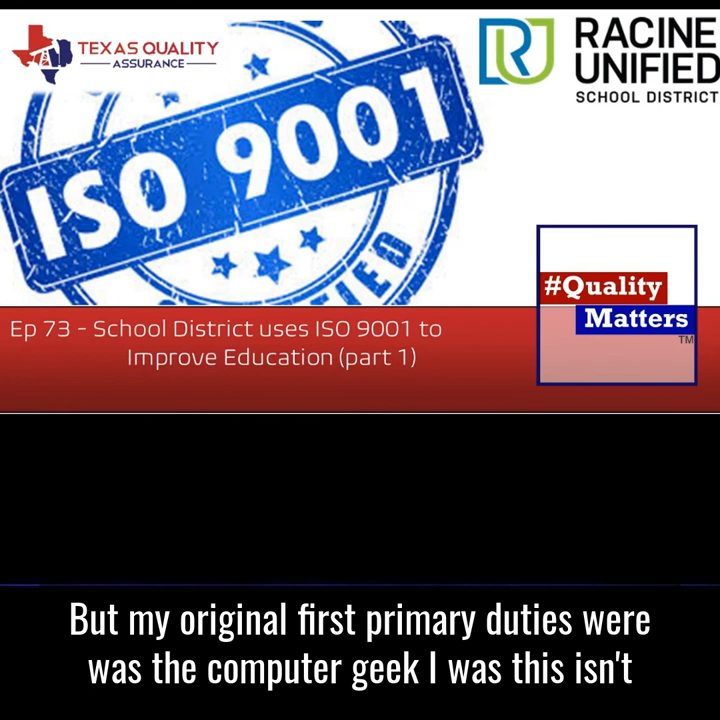 TEXAS QUALITY
ASSURANCE
RACINE
UNIFIED
SCHOOL DISTRICT
ISO 9001
#Quality
Matters
TM
Ep 73 - School District uses ISO 9001 to
Improve Education (part 1)
But my original first primary duties were
was the computer geek I was this isn't